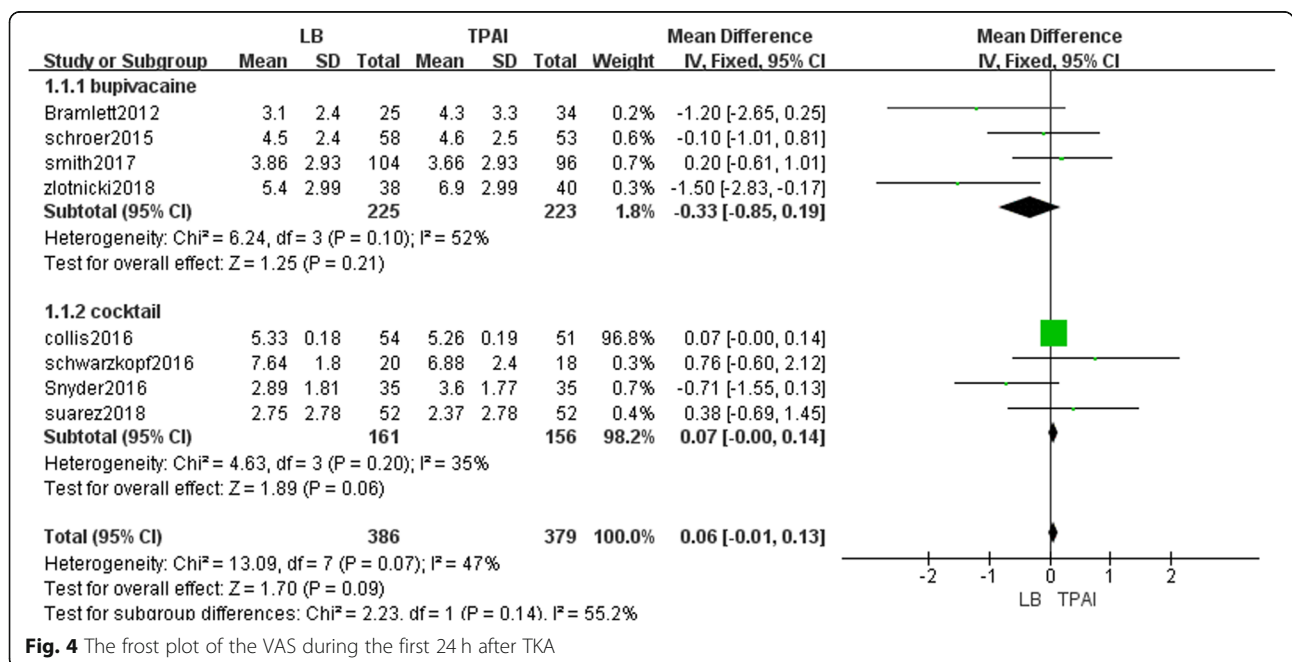 LB TPAI Mean Difference Mean Difference
Study or Subgroup Mean SD Total Mean SD Total Weight IV, Fixed, 95% CI IV, Fixed, 95% CI
1.1.1 bupivacaine
Bramlett2012 3.1 2.4 25 4.3 3.3 34 0.2% -1.20 [-2.65, 0.25]
schroer2015 4.5 2.4 58 4.6 2.5 53 0.6% -0.10 [-1.01, 0.81]
smith2017 3.86 2.93 104 3.66 2.93 96 0.7% 0.20 [-0.61, 1.01]
zlotnicki2018 5.4 2.99 38 6.9 2.99 40 0.3% -1.50 [-2.83, -0.17]
Subtotal (95% CI) 225 223 1.8% -0.33 [-0.85, 0.19]
Heterogeneity: Chi² = 6.24, df = 3 (P = 0.10); I² = 52%
Test for overall effect: Z = 1.25 (P = 0.21)
1.1.2 cocktail
collis2016 5.33 0.18 54 5.26 0.19 51 96.8% 0.07 [-0.00, 0.14]
schwarzkopf2016 7.64 1.8 20 6.88 2.4 18 0.3% 0.76 [-0.60, 2.12]
Snyder2016 2.89 1.81 35 3.6 1.77 35 0.7% -0.71 [-1.55, 0.13]
suarez2018 2.75 2.78 52 2.37 2.78 52 0.4% 0.38 [-0.69, 1.45]
Subtotal (95% CI) 161 156 98.2% 0.07 [-0.00, 0.14]
Heterogeneity: Chi² = 4.63, df = 3 (P = 0.20); I² = 35%
Test for overall effect: Z = 1.89 (P = 0.06)
Total (95% CI) 386 379 100.0% 0.06 [-0.01, 0.13]
Heterogeneity: Chi² = 13.09, df = 7 (P = 0.07); I² = 47%
Test for overall effect: Z = 1.70 (P = 0.09)
Test for subgroup differences: Chi² = 2.23. df = 1 (P = 0.14). I² = 55.2%
-2 -1 0 1 2
LB TPAI
Fig. 4 The frost plot of the VAS during the first 24 h after TKA